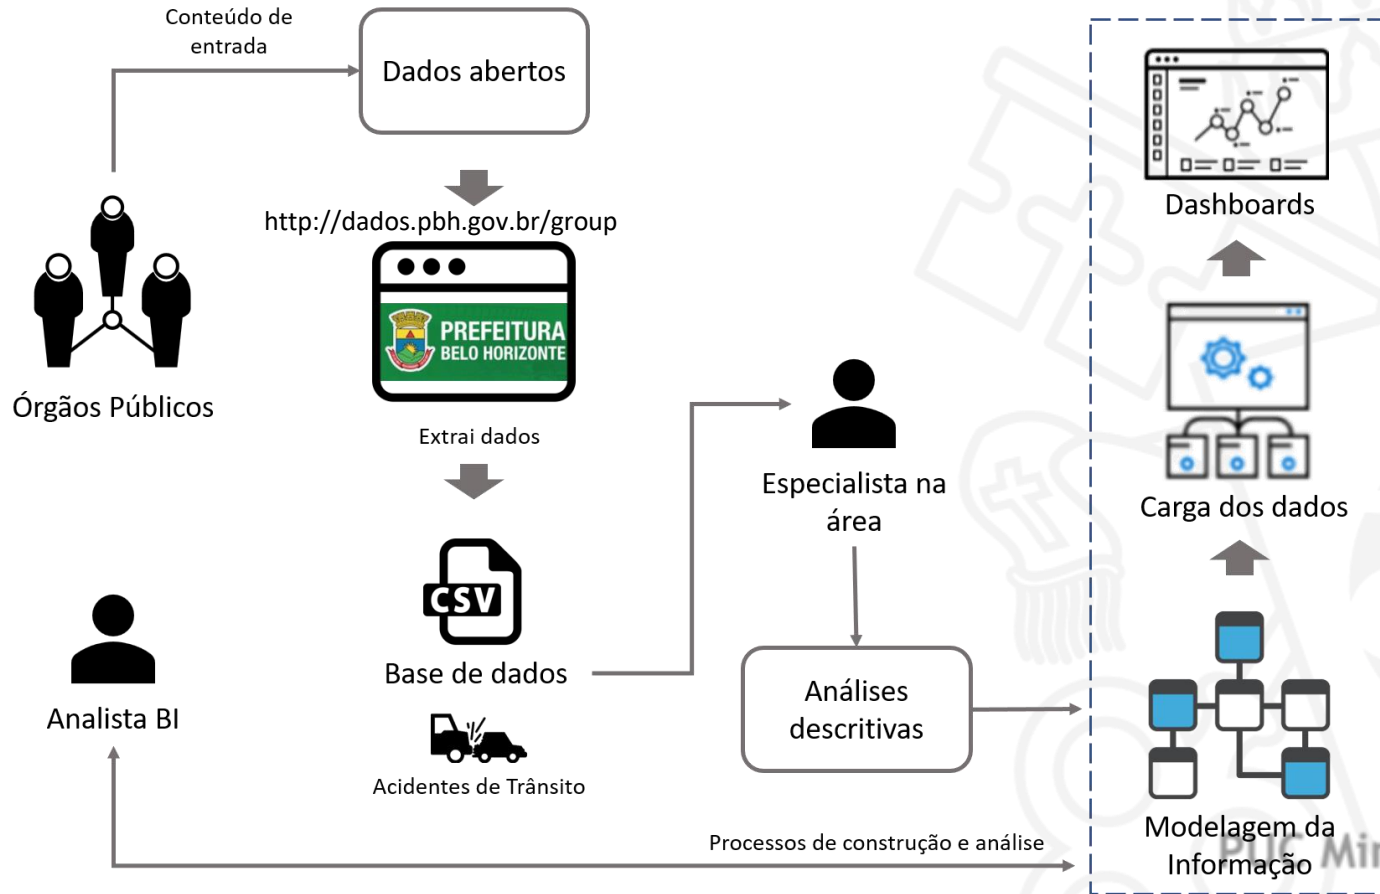 Conteúdo de
entrada
Dados abertos
http://dados.pbh.gov.br/group
PREFEITURA
BELO HORIZONTE
Órgãos Públicos
Extrai dados
CSV
Base de dados
Acidentes de Trânsito
Analista BI
Especialista na
área
Análises
descritivas
Processos de construção e análise
Dashboards
Carga dos dados
Modelagem da
Informação
PUC Min